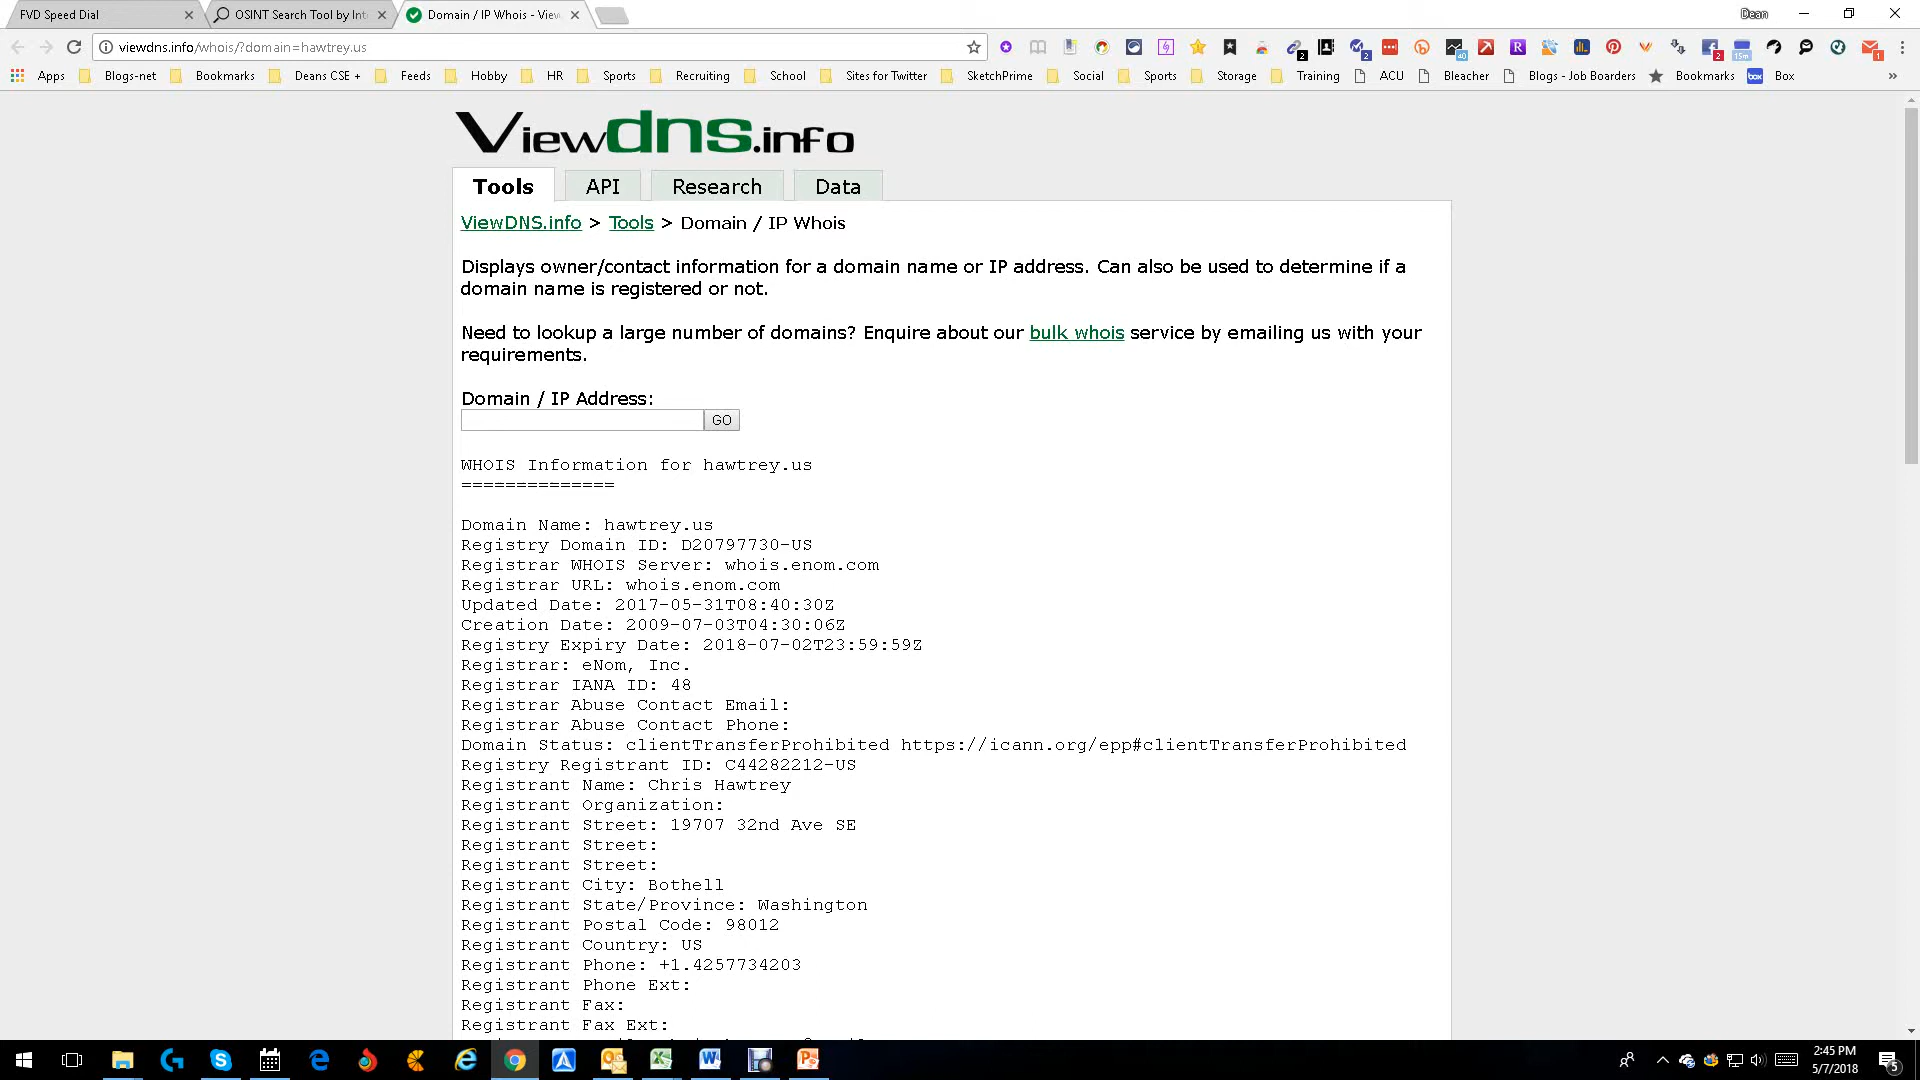 FVD Speed Dial
OSINT Search Tool by Int
Domain / IP Whois - View
Dean
viewdns.info/whois/?domain=hawtrey.us
Apps
Blogs-net
Bookmarks
Deans CSE +
Feeds
Hobby
HR
Sports
Recruiting
School
Sites for Twitter
SketchPrime
Social
Sports
Storage
Training
ACU
Bleacher
Blogs - Job Boarders
Bookmarks
box
Box
Viewdns.info
Tools
API
Research
Data
ViewDNS.info > Tools > Domain / IP Whois
Displays owner/contact information for a domain name or IP address. Can also be used to determine if a
domain name is registered or not.
Need to lookup a large number of domains? Enquire about our bulk whois service by emailing us with your
requirements.
Domain / IP Address:
GO
WHOIS Information for hawtrey.us
==============
Domain Name: hawtrey.us
Registry Domain ID: D20797730-US
Registrar WHOIS Server: whois.enom.com
Registrar URL: whois.enom.com
Updated Date: 2017-05-31T08:40:30Z
Creation Date: 2009-07-03T04:30:06Z
Registry Expiry Date: 2018-07-02T23:59:59Z
Registrar: eNom, Inc.
Registrar IANA ID: 48
Registrar Abuse Contact Email:
Registrar Abuse Contact Phone:
Domain Status: clientTransferProhibited https://icann.org/epp#clientTransferProhibited
Registry Registrant ID: C44282212-US
Registrant Name: Chris Hawtrey
Registrant Organization:
Registrant Street: 19707 32nd Ave SE
Registrant Street:
Registrant Street:
Registrant City: Bothell
Registrant State/Province: Washington
Registrant Postal Code: 98012
Registrant Country: US
Registrant Phone: +1.4257734203
Registrant Phone Ext:
Registrant Fax:
Registrant Fax Ext:
2:45 PM
5/7/2018
5